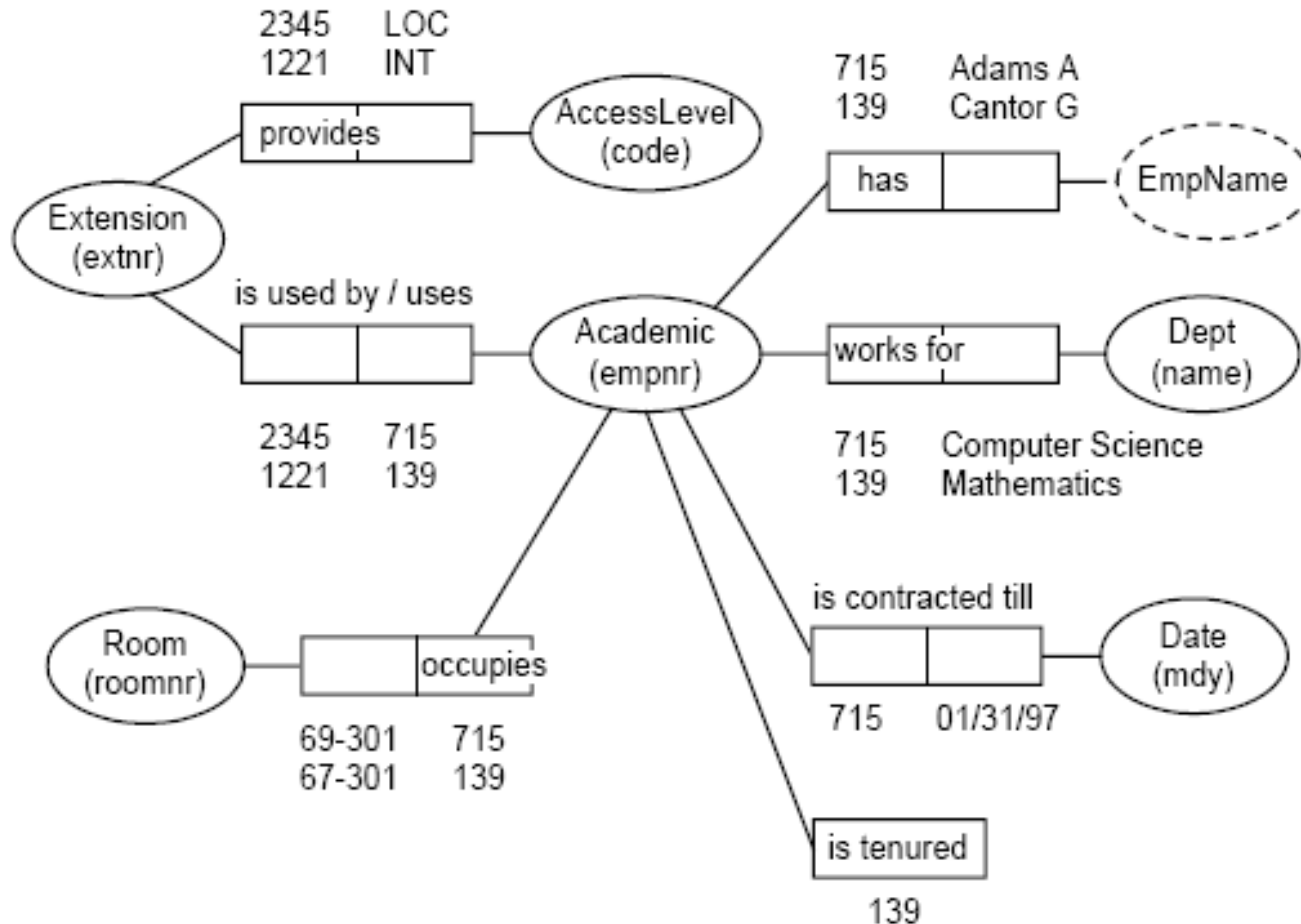 2345 LOC
1221 INT
provides
AccessLevel
(code)
715 Adams A
139 Cantor G
has
EmpName
Extension
(extnr)
is used by / uses
2345 715
1221 139
Academic
(empnr)
works for
Dept
(name)
715 Computer Science
139 Mathematics
is contracted till
715 01/31/97
Date
(mdy)
Room
(roomnr)
occupies
69-301 715
67-301 139
is tenured
139